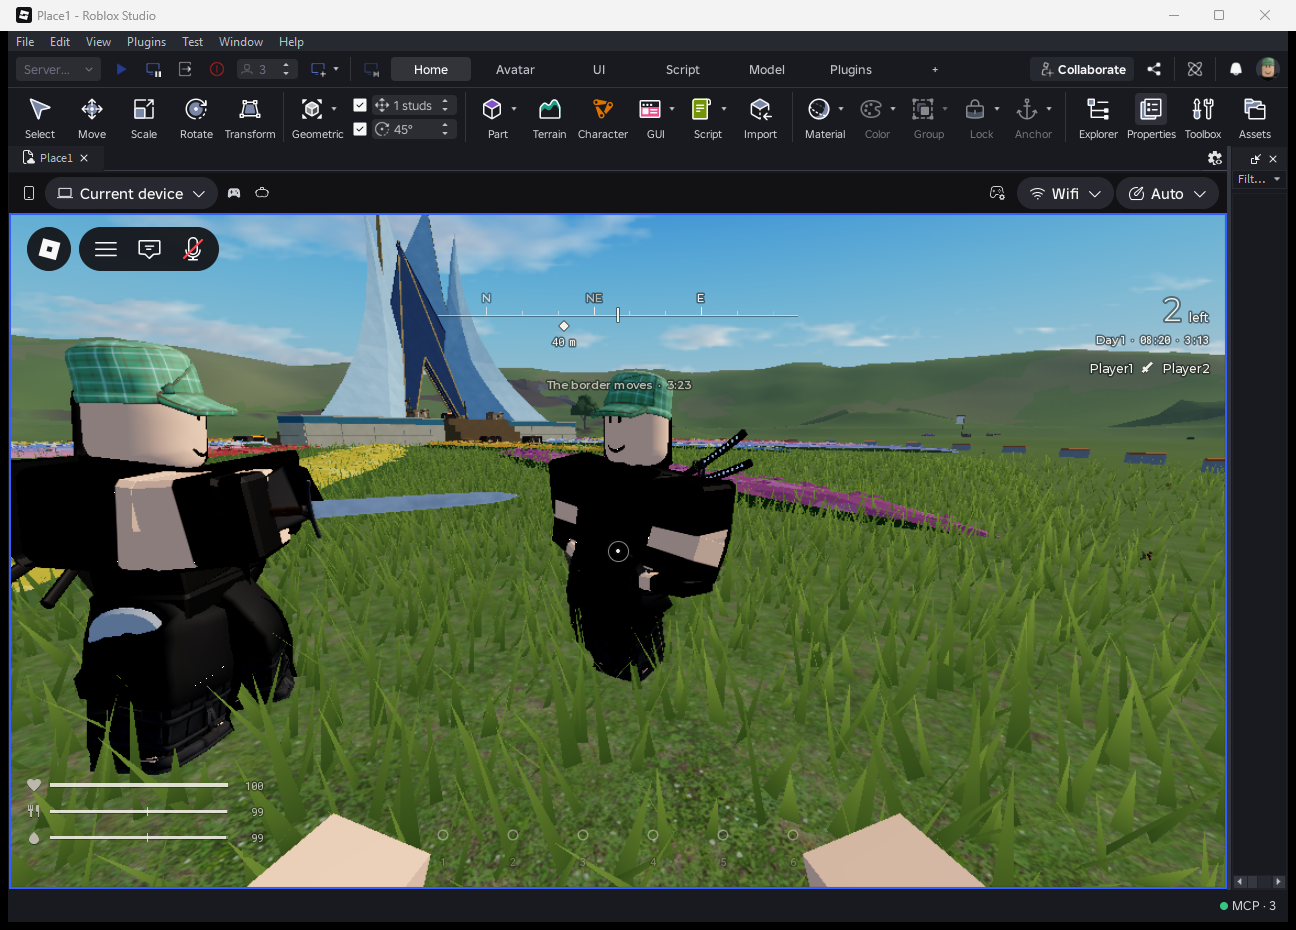 Place1 - Roblox Studio
File Edit View Plugins Test Window Help
Server... 3 Home Avatar UI Script Model Plugins + Collaborate
1 studs
45°
Select Move Scale Rotate Transform Geometric Part Terrain Character GUI Script Import Material Color Group Lock Anchor Explorer Properties Toolbox Assets
Place1
Filt...
Current device Wifi Auto
N NE E
40 m
2 left
Day1 · 08:20 · 3:13
Player1 Player2
The border moves · 3:23
100
99
99
1 2 3 4 5 6
MCP · 3